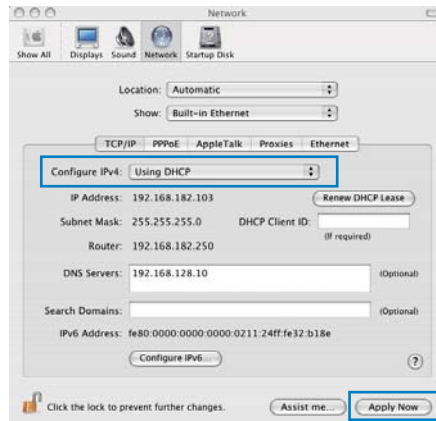 Network
Show All Displays Sound Network Startup Disk
Location: Automatic
Show: Built-in Ethernet
TCP/IP PPPoE AppleTalk Proxies Ethernet
Configure IPv4: Using DHCP
IP Address: 192.168.182.103 Renew DHCP Lease
Subnet Mask: 255.255.255.0 DHCP Client ID:
(If required)
Router: 192.168.182.250
DNS Servers: 192.168.128.10 (Optional)
Search Domains: (Optional)
IPv6 Address: fe80:0000:0000:0000:0211:24ff:fe32:b18e
Configure IPv6... ?
Click the lock to prevent further changes. Assist me... Apply Now